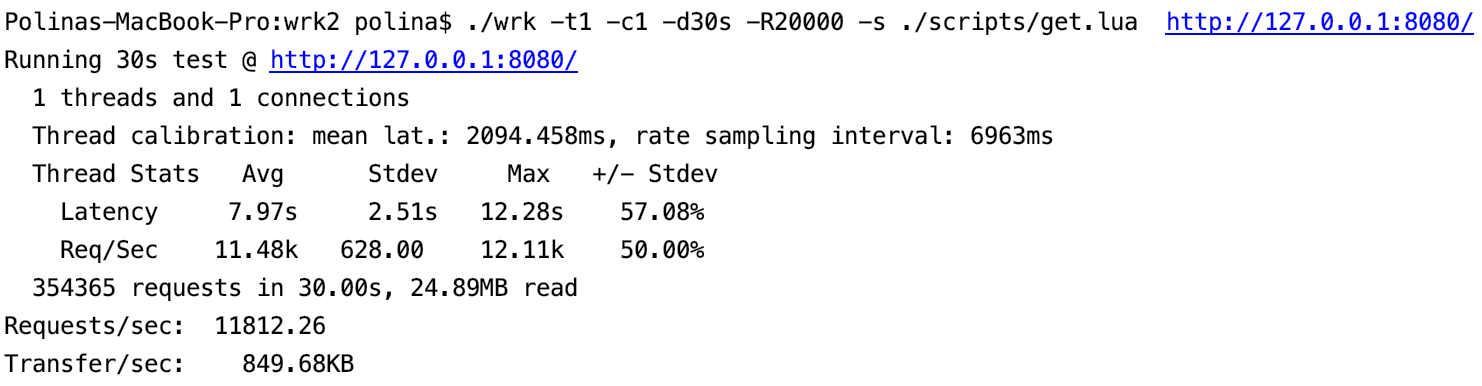 Polinas-MacBook-Pro:wrk2 polina$ ./wrk -t1 -c1 -d30s -R20000 -s ./scripts/get.lua  http://127.0.0.1:8080/
Running 30s test @ http://127.0.0.1:8080/
  1 threads and 1 connections
  Thread calibration: mean lat.: 2094.458ms, rate sampling interval: 6963ms
  Thread Stats   Avg      Stdev     Max   +/- Stdev
    Latency     7.97s     2.51s   12.28s    57.08%
    Req/Sec    11.48k   628.00    12.11k    50.00%
  354365 requests in 30.00s, 24.89MB read
Requests/sec:  11812.26
Transfer/sec:    849.68KB